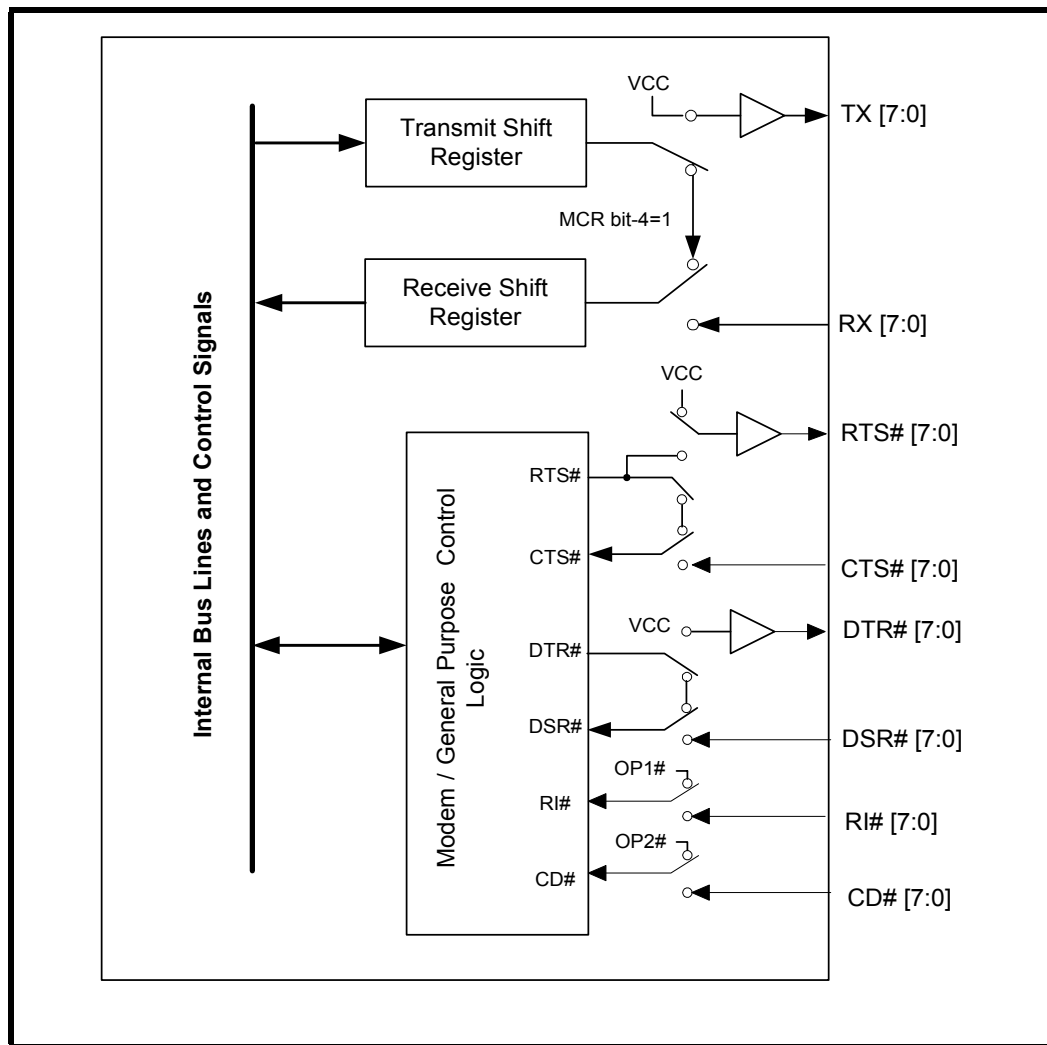 VCC
TX [7:0]
Transmit Shift
Register
MCR bit-4=1
Receive Shift
Register
RX [7:0]
Internal Bus Lines and Control Signals
VCC
RTS# [7:0]
Modem / General Purpose Control
Logic
RTS#
CTS#
CTS# [7:0]
VCC
DTR# [7:0]
DTR#
DSR#
DSR# [7:0]
OP1#
RI#
RI# [7:0]
OP2#
CD#
CD# [7:0]